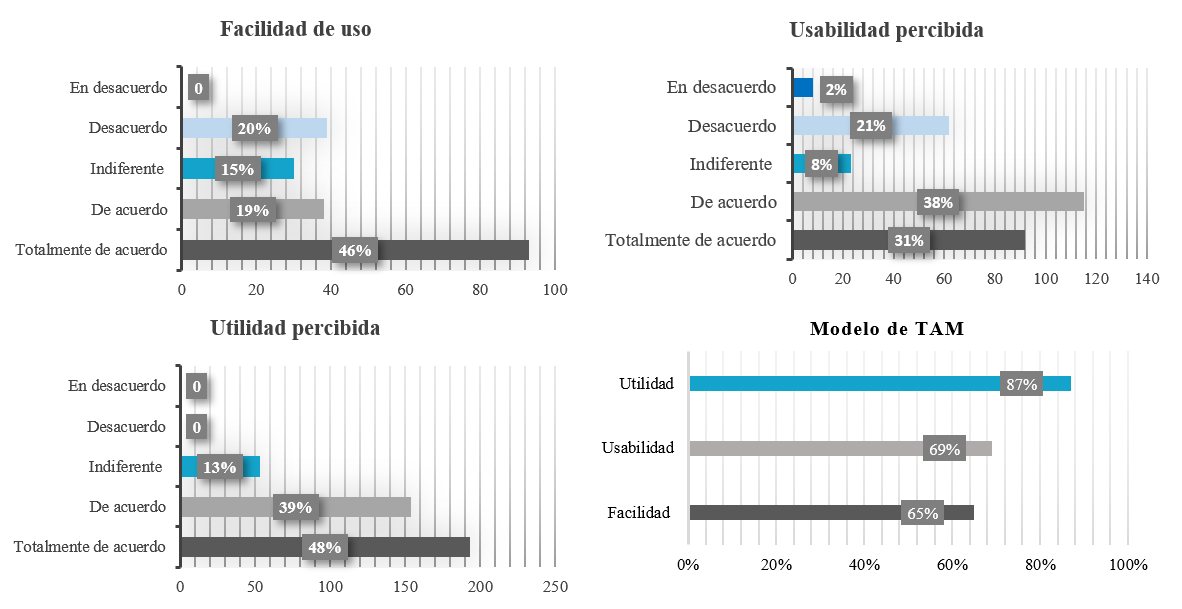 Facilidad de uso
En desacuerdo 0
Desacuerdo 20%
Indiferente 15%
De acuerdo 19%
Totalmente de acuerdo 46%
0 20 40 60 80 100
Usabilidad percibida
En desacuerdo 2%
Desacuerdo 21%
Indiferente 8%
De acuerdo 38%
Totalmente de acuerdo 31%
0 20 40 60 80 100 120 140
Utilidad percibida
En desacuerdo 0
Desacuerdo 0
Indiferente 13%
De acuerdo 39%
Totalmente de acuerdo 48%
0 50 100 150 200 250
Modelo de TAM
Utilidad 87%
Usabilidad 69%
Facilidad 65%
0% 20% 40% 60% 80% 100%